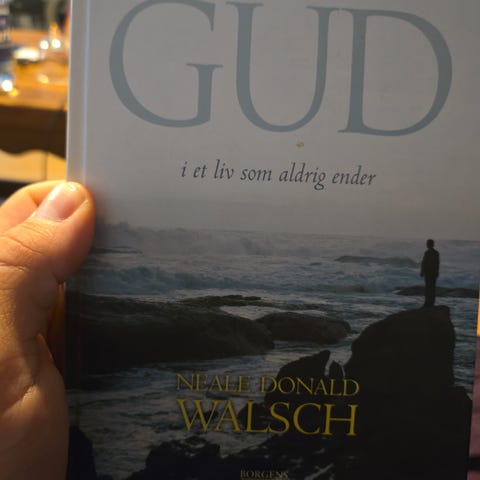 GUD
i et liv som aldrig ender
NEALE DONALD
WALSCH
BORGENS